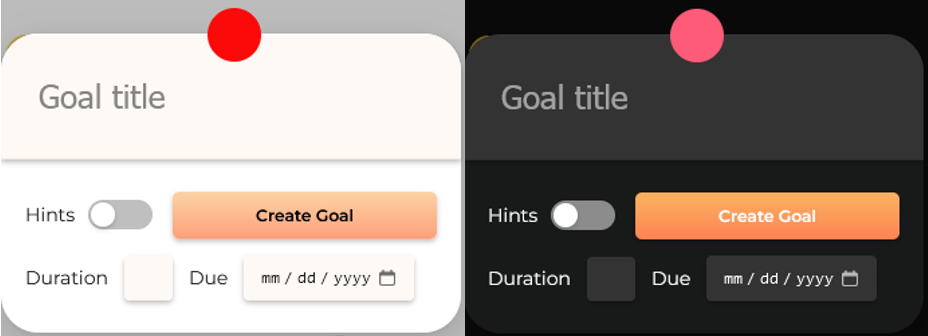 Goal title
Hints Create Goal
Duration Due mm / dd / yyyy
Goal title
Hints Create Goal
Duration Due mm / dd / yyyy